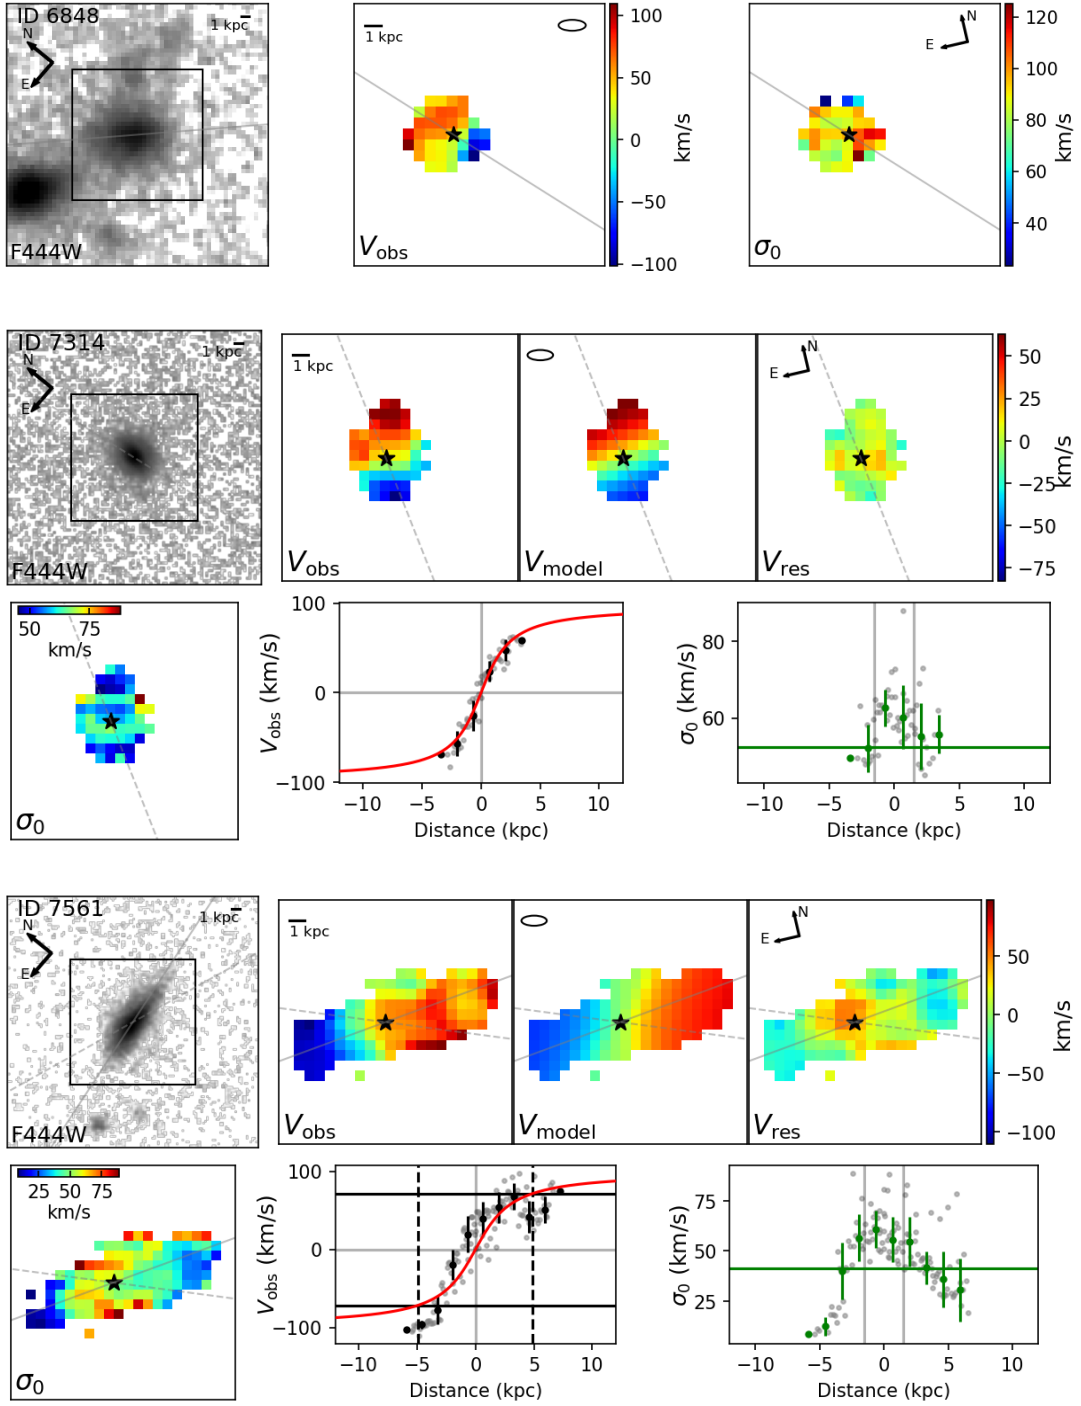 ID 6848
1 kpc
N
E
F444W
1 kpc
V_obs
100
50
0
−50
−100
km/s
N
E
σ_0
120
100
80
60
40
km/s
ID 7314
1 kpc
N
E
F444W
1 kpc
V_obs
V_model
N
E
V_res
50
25
0
−25
−50
−75
km/s
50 75
km/s
σ_0
V_obs (km/s)
100
0
−100
−10 −5 0 5 10
Distance (kpc)
σ_0 (km/s)
80
60
−10 −5 0 5 10
Distance (kpc)
ID 7561
1 kpc
N
E
F444W
1 kpc
V_obs
V_model
N
E
V_res
50
0
−50
−100
km/s
25 50 75
km/s
σ_0
V_obs (km/s)
100
0
−100
−10 −5 0 5 10
Distance (kpc)
σ_0 (km/s)
75
50
25
−10 −5 0 5 10
Distance (kpc)